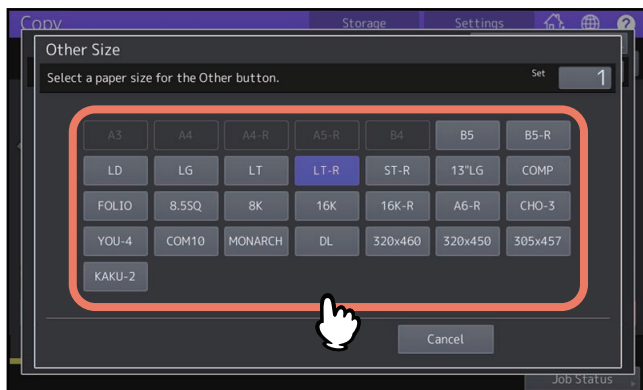 Copy Storage Settings
Other Size
Select a paper size for the Other button. Set 1
A3 A4 A4-R A5-R B4 B5 B5-R
LD LG LT LT-R ST-R 13"LG COMP
FOLIO 8.5SQ 8K 16K 16K-R A6-R CHO-3
YOU-4 COM10 MONARCH DL 320x460 320x450 305x457
KAKU-2
Cancel
Job Status